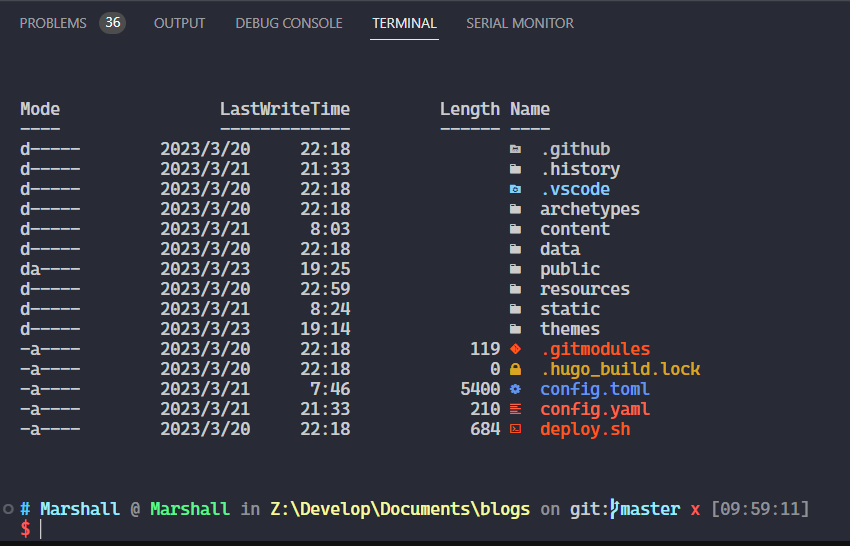 PROBLEMS 36 OUTPUT DEBUG CONSOLE TERMINAL SERIAL MONITOR
Mode LastWriteTime Length Name
---- ------------- ------ ----
d----- 2023/3/20 22:18 .github
d----- 2023/3/21 21:33 .history
d----- 2023/3/20 22:18 .vscode
d----- 2023/3/20 22:18 archetypes
d----- 2023/3/21 8:03 content
d----- 2023/3/20 22:18 data
da---- 2023/3/23 19:25 public
d----- 2023/3/20 22:59 resources
d----- 2023/3/21 8:24 static
d----- 2023/3/23 19:14 themes
-a---- 2023/3/20 22:18 119 .gitmodules
-a---- 2023/3/20 22:18 0 .hugo_build.lock
-a---- 2023/3/21 7:46 5400 config.toml
-a---- 2023/3/21 21:33 210 config.yaml
-a---- 2023/3/20 22:18 684 deploy.sh
# Marshall @ Marshall in Z:\Develop\Documents\blogs on git:master x [09:59:11]
$